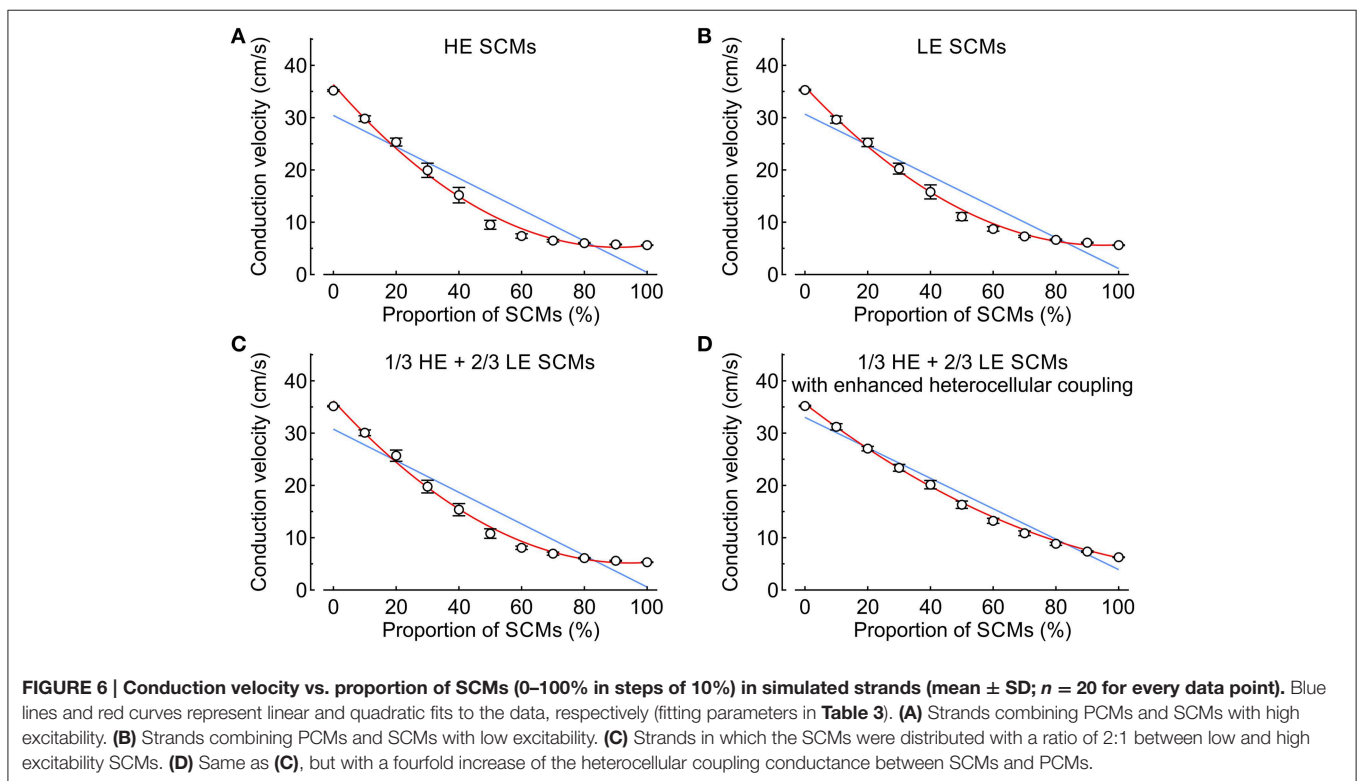 A
HE SCMs
Conduction velocity (cm/s)
40
30
20
10
0
0 20 40 60 80 100
Proportion of SCMs (%)
B
LE SCMs
Conduction velocity (cm/s)
40
30
20
10
0
0 20 40 60 80 100
Proportion of SCMs (%)
C
1/3 HE + 2/3 LE SCMs
Conduction velocity (cm/s)
40
30
20
10
0
0 20 40 60 80 100
Proportion of SCMs (%)
D
1/3 HE + 2/3 LE SCMs
with enhanced heterocellular coupling
Conduction velocity (cm/s)
40
30
20
10
0
0 20 40 60 80 100
Proportion of SCMs (%)
FIGURE 6 | Conduction velocity vs. proportion of SCMs (0–100% in steps of 10%) in simulated strands (mean ± SD; n = 20 for every data point). Blue
lines and red curves represent linear and quadratic fits to the data, respectively (fitting parameters in Table 3). (A) Strands combining PCMs and SCMs with high
excitability. (B) Strands combining PCMs and SCMs with low excitability. (C) Strands in which the SCMs were distributed with a ratio of 2:1 between low and high
excitability SCMs. (D) Same as (C), but with a fourfold increase of the heterocellular coupling conductance between SCMs and PCMs.